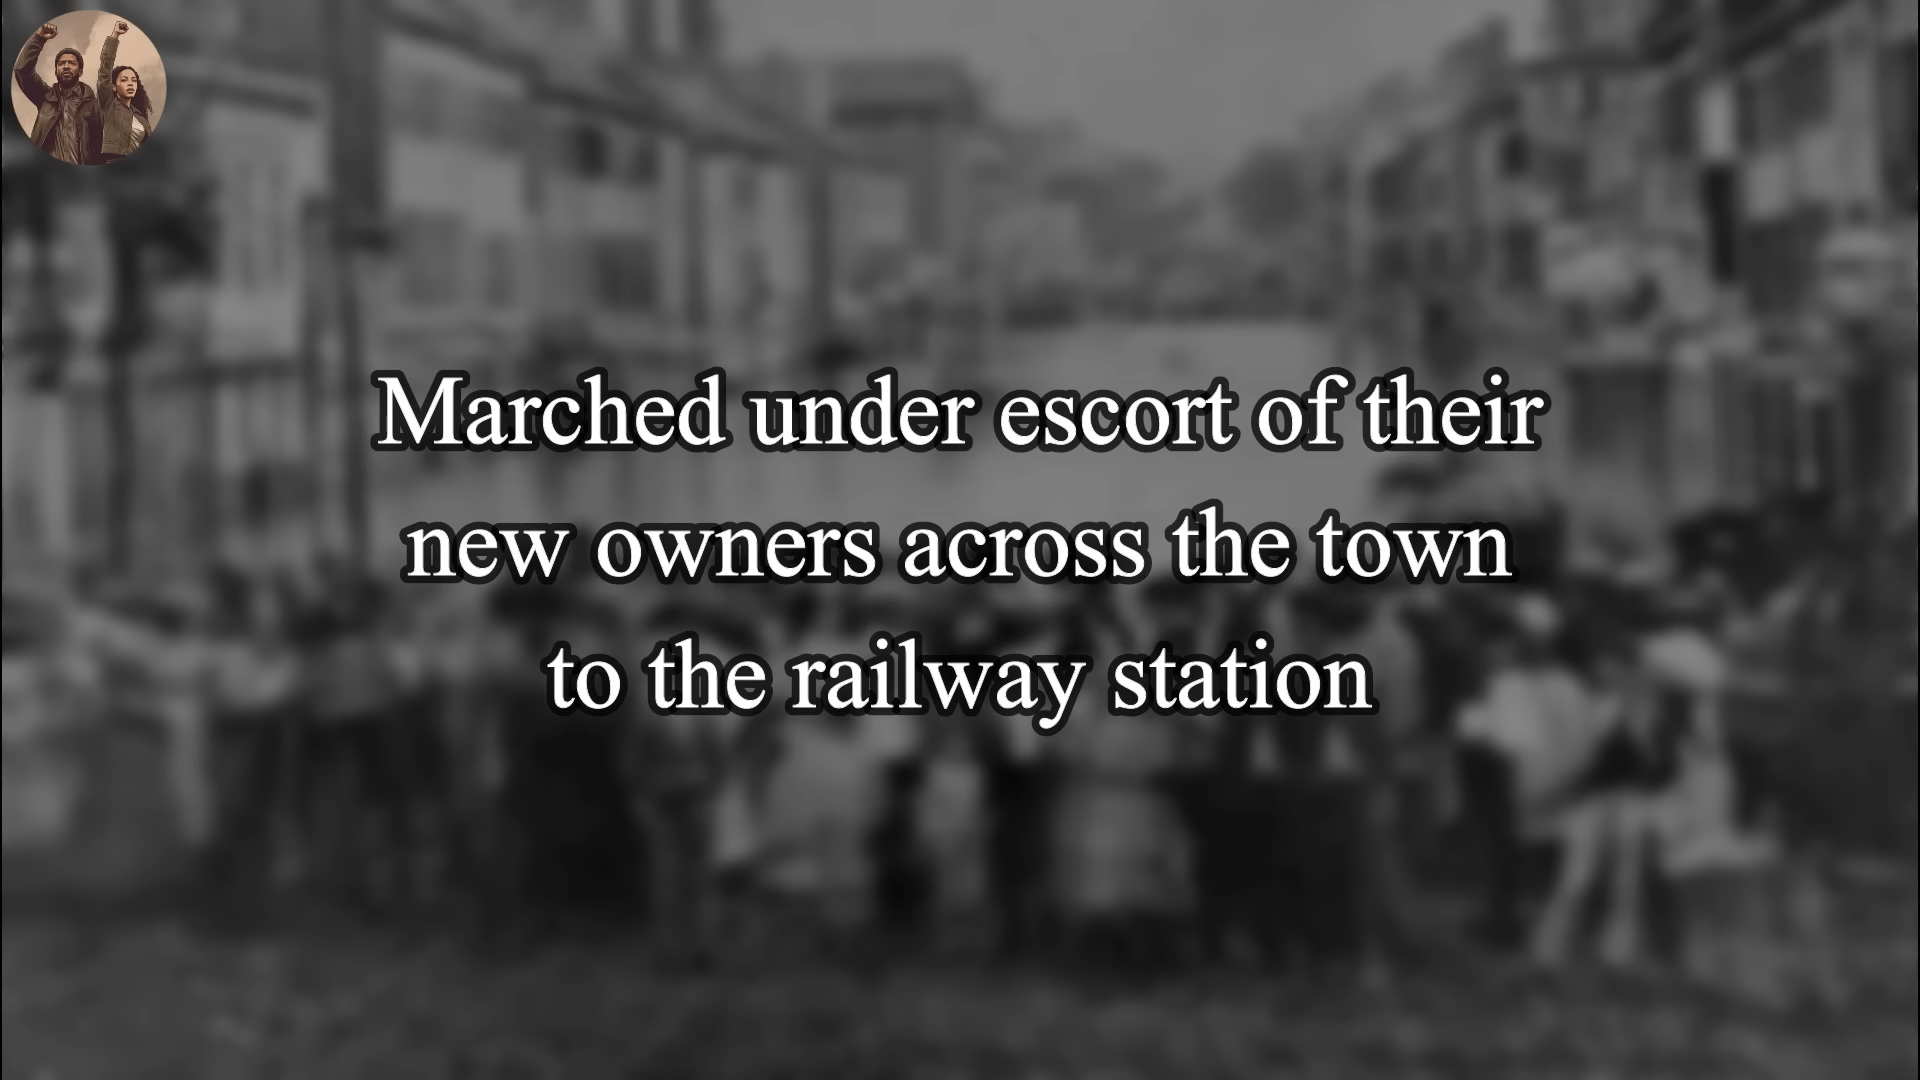 Marched under escort of their
new owners across the town
to the railway station